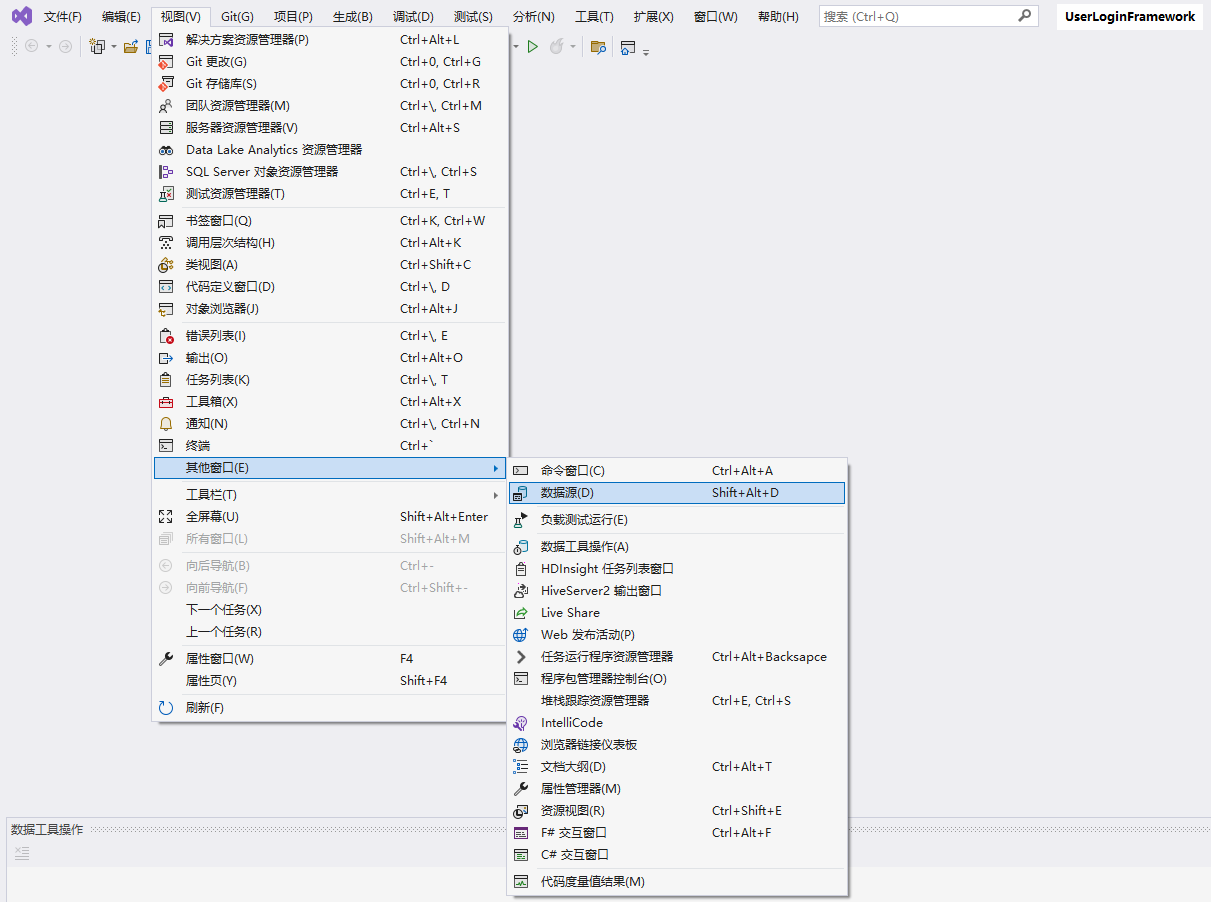 文件(F) 编辑(E) 视图(V) Git(G) 项目(P) 生成(B) 调试(D) 测试(S) 分析(N) 工具(T) 扩展(X) 窗口(W) 帮助(H) 搜索 (Ctrl+Q) UserLoginFramework
解决方案资源管理器(P) Ctrl+Alt+L
Git 更改(G) Ctrl+0, Ctrl+G
Git 存储库(S) Ctrl+0, Ctrl+R
团队资源管理器(M) Ctrl+\, Ctrl+M
服务器资源管理器(V) Ctrl+Alt+S
Data Lake Analytics 资源管理器
SQL Server 对象资源管理器 Ctrl+\, Ctrl+S
测试资源管理器(T) Ctrl+E, T
书签窗口(Q) Ctrl+K, Ctrl+W
调用层次结构(H) Ctrl+Alt+K
类视图(A) Ctrl+Shift+C
代码定义窗口(D) Ctrl+\, D
对象浏览器(J) Ctrl+Alt+J
错误列表(I) Ctrl+\, E
输出(O) Ctrl+Alt+O
任务列表(K) Ctrl+\, T
工具箱(X) Ctrl+Alt+X
通知(N) Ctrl+\, Ctrl+N
终端 Ctrl+`
其他窗口(E)
工具栏(T)
全屏幕(U) Shift+Alt+Enter
所有窗口(L) Shift+Alt+M
向后导航(B) Ctrl+-
向前导航(F) Ctrl+Shift+-
下一个任务(X)
上一个任务(R)
属性窗口(W) F4
属性页(Y) Shift+F4
刷新(F)
命令窗口(C) Ctrl+Alt+A
数据源(D) Shift+Alt+D
负载测试运行(E)
数据工具操作(A)
HDInsight 任务列表窗口
HiveServer2 输出窗口
Live Share
Web 发布活动(P)
任务运行程序资源管理器 Ctrl+Alt+Backsapce
程序包管理器控制台(O)
堆栈跟踪资源管理器 Ctrl+E, Ctrl+S
IntelliCode
浏览器链接仪表板
文档大纲(D) Ctrl+Alt+T
属性管理器(M)
资源视图(R) Ctrl+Shift+E
F# 交互窗口 Ctrl+Alt+F
C# 交互窗口
代码度量值结果(M)
数据工具操作